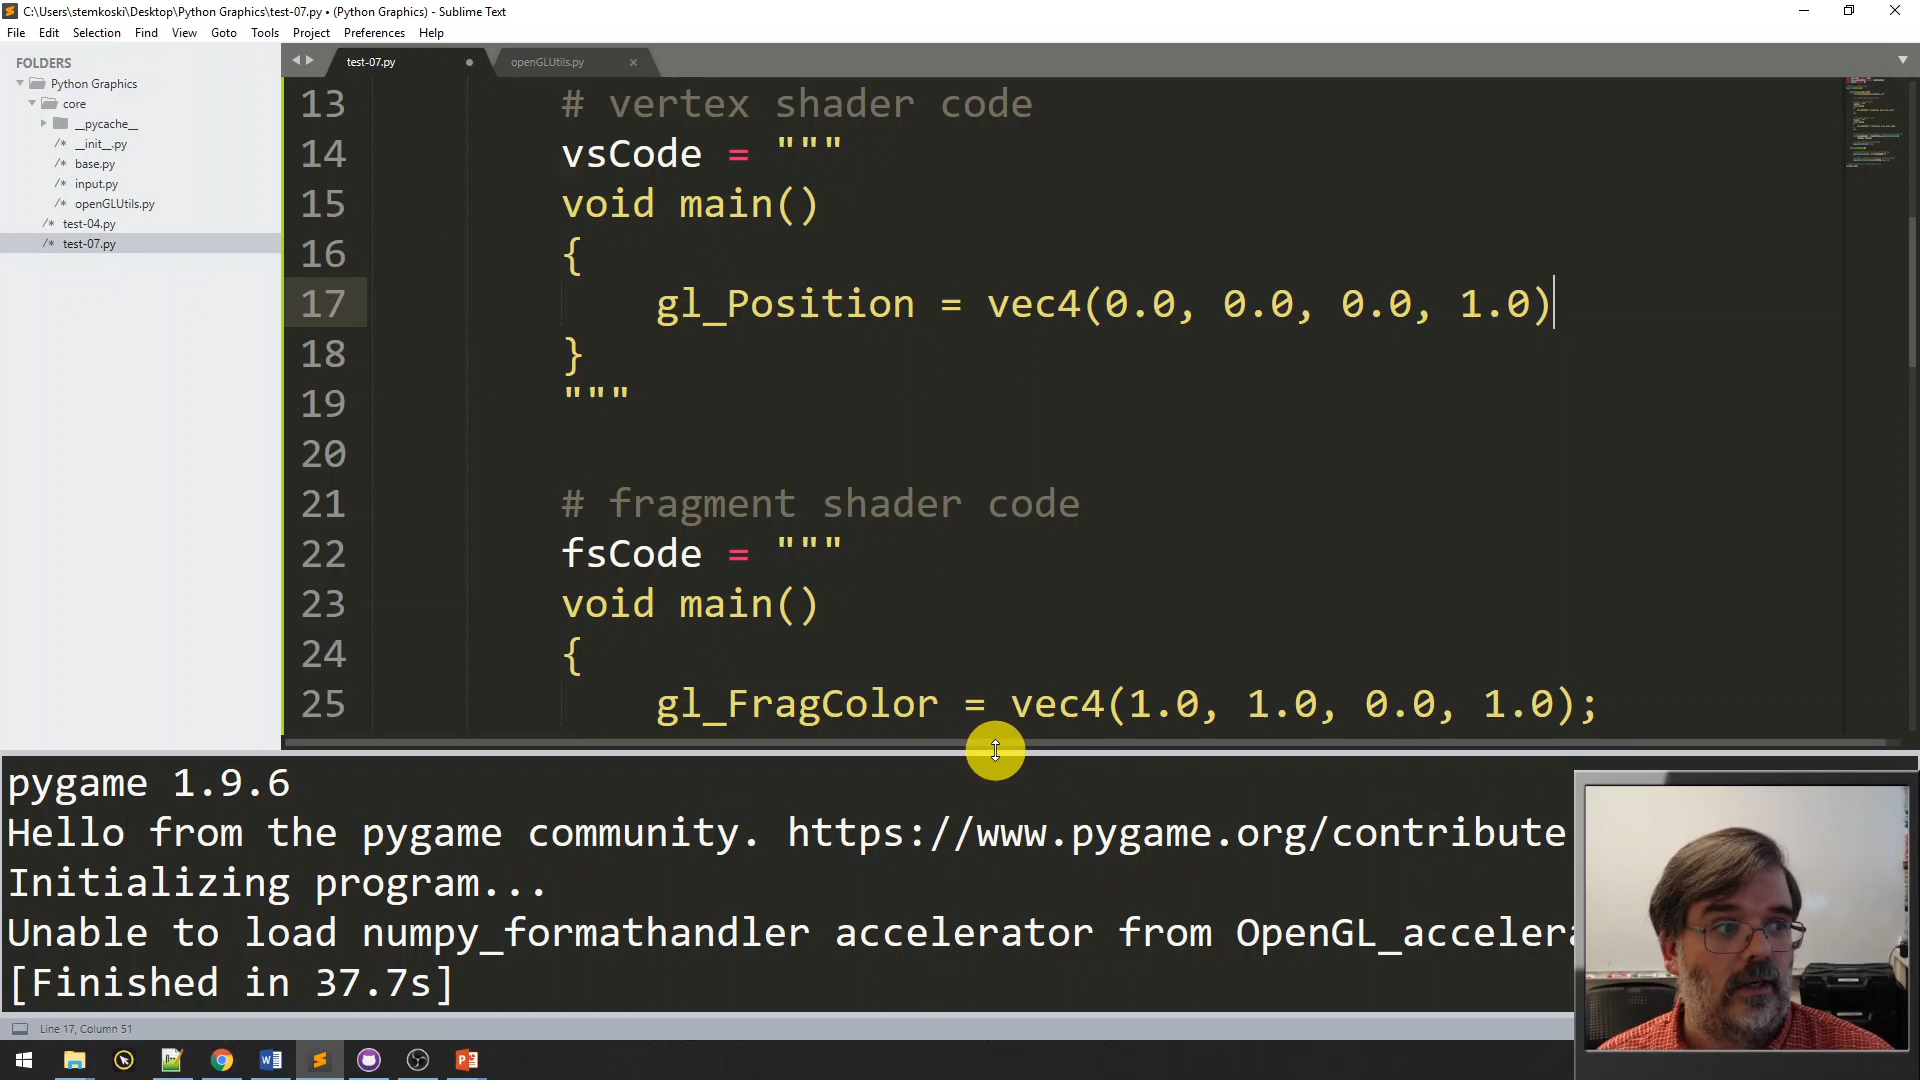 C:\Users\stemkoski\Desktop\Python Graphics\test-07.py • (Python Graphics) - Sublime Text
File Edit Selection Find View Goto Tools Project Preferences Help
FOLDERS
Python Graphics
core
__pycache__
/* __init__.py
/* base.py
/* input.py
/* openGLUtils.py
/* test-04.py
/* test-07.py
test-07.py openGLUtils.py
13 # vertex shader code
14 vsCode = """
15 void main()
16 {
17 gl_Position = vec4(0.0, 0.0, 0.0, 1.0)
18 }
19 """
20
21 # fragment shader code
22 fsCode = """
23 void main()
24 {
25 gl_FragColor = vec4(1.0, 1.0, 0.0, 1.0);
pygame 1.9.6
Hello from the pygame community. https://www.pygame.org/contribute
Initializing program...
Unable to load numpy_formathandler accelerator from OpenGL_acceler
[Finished in 37.7s]
Line 17, Column 51